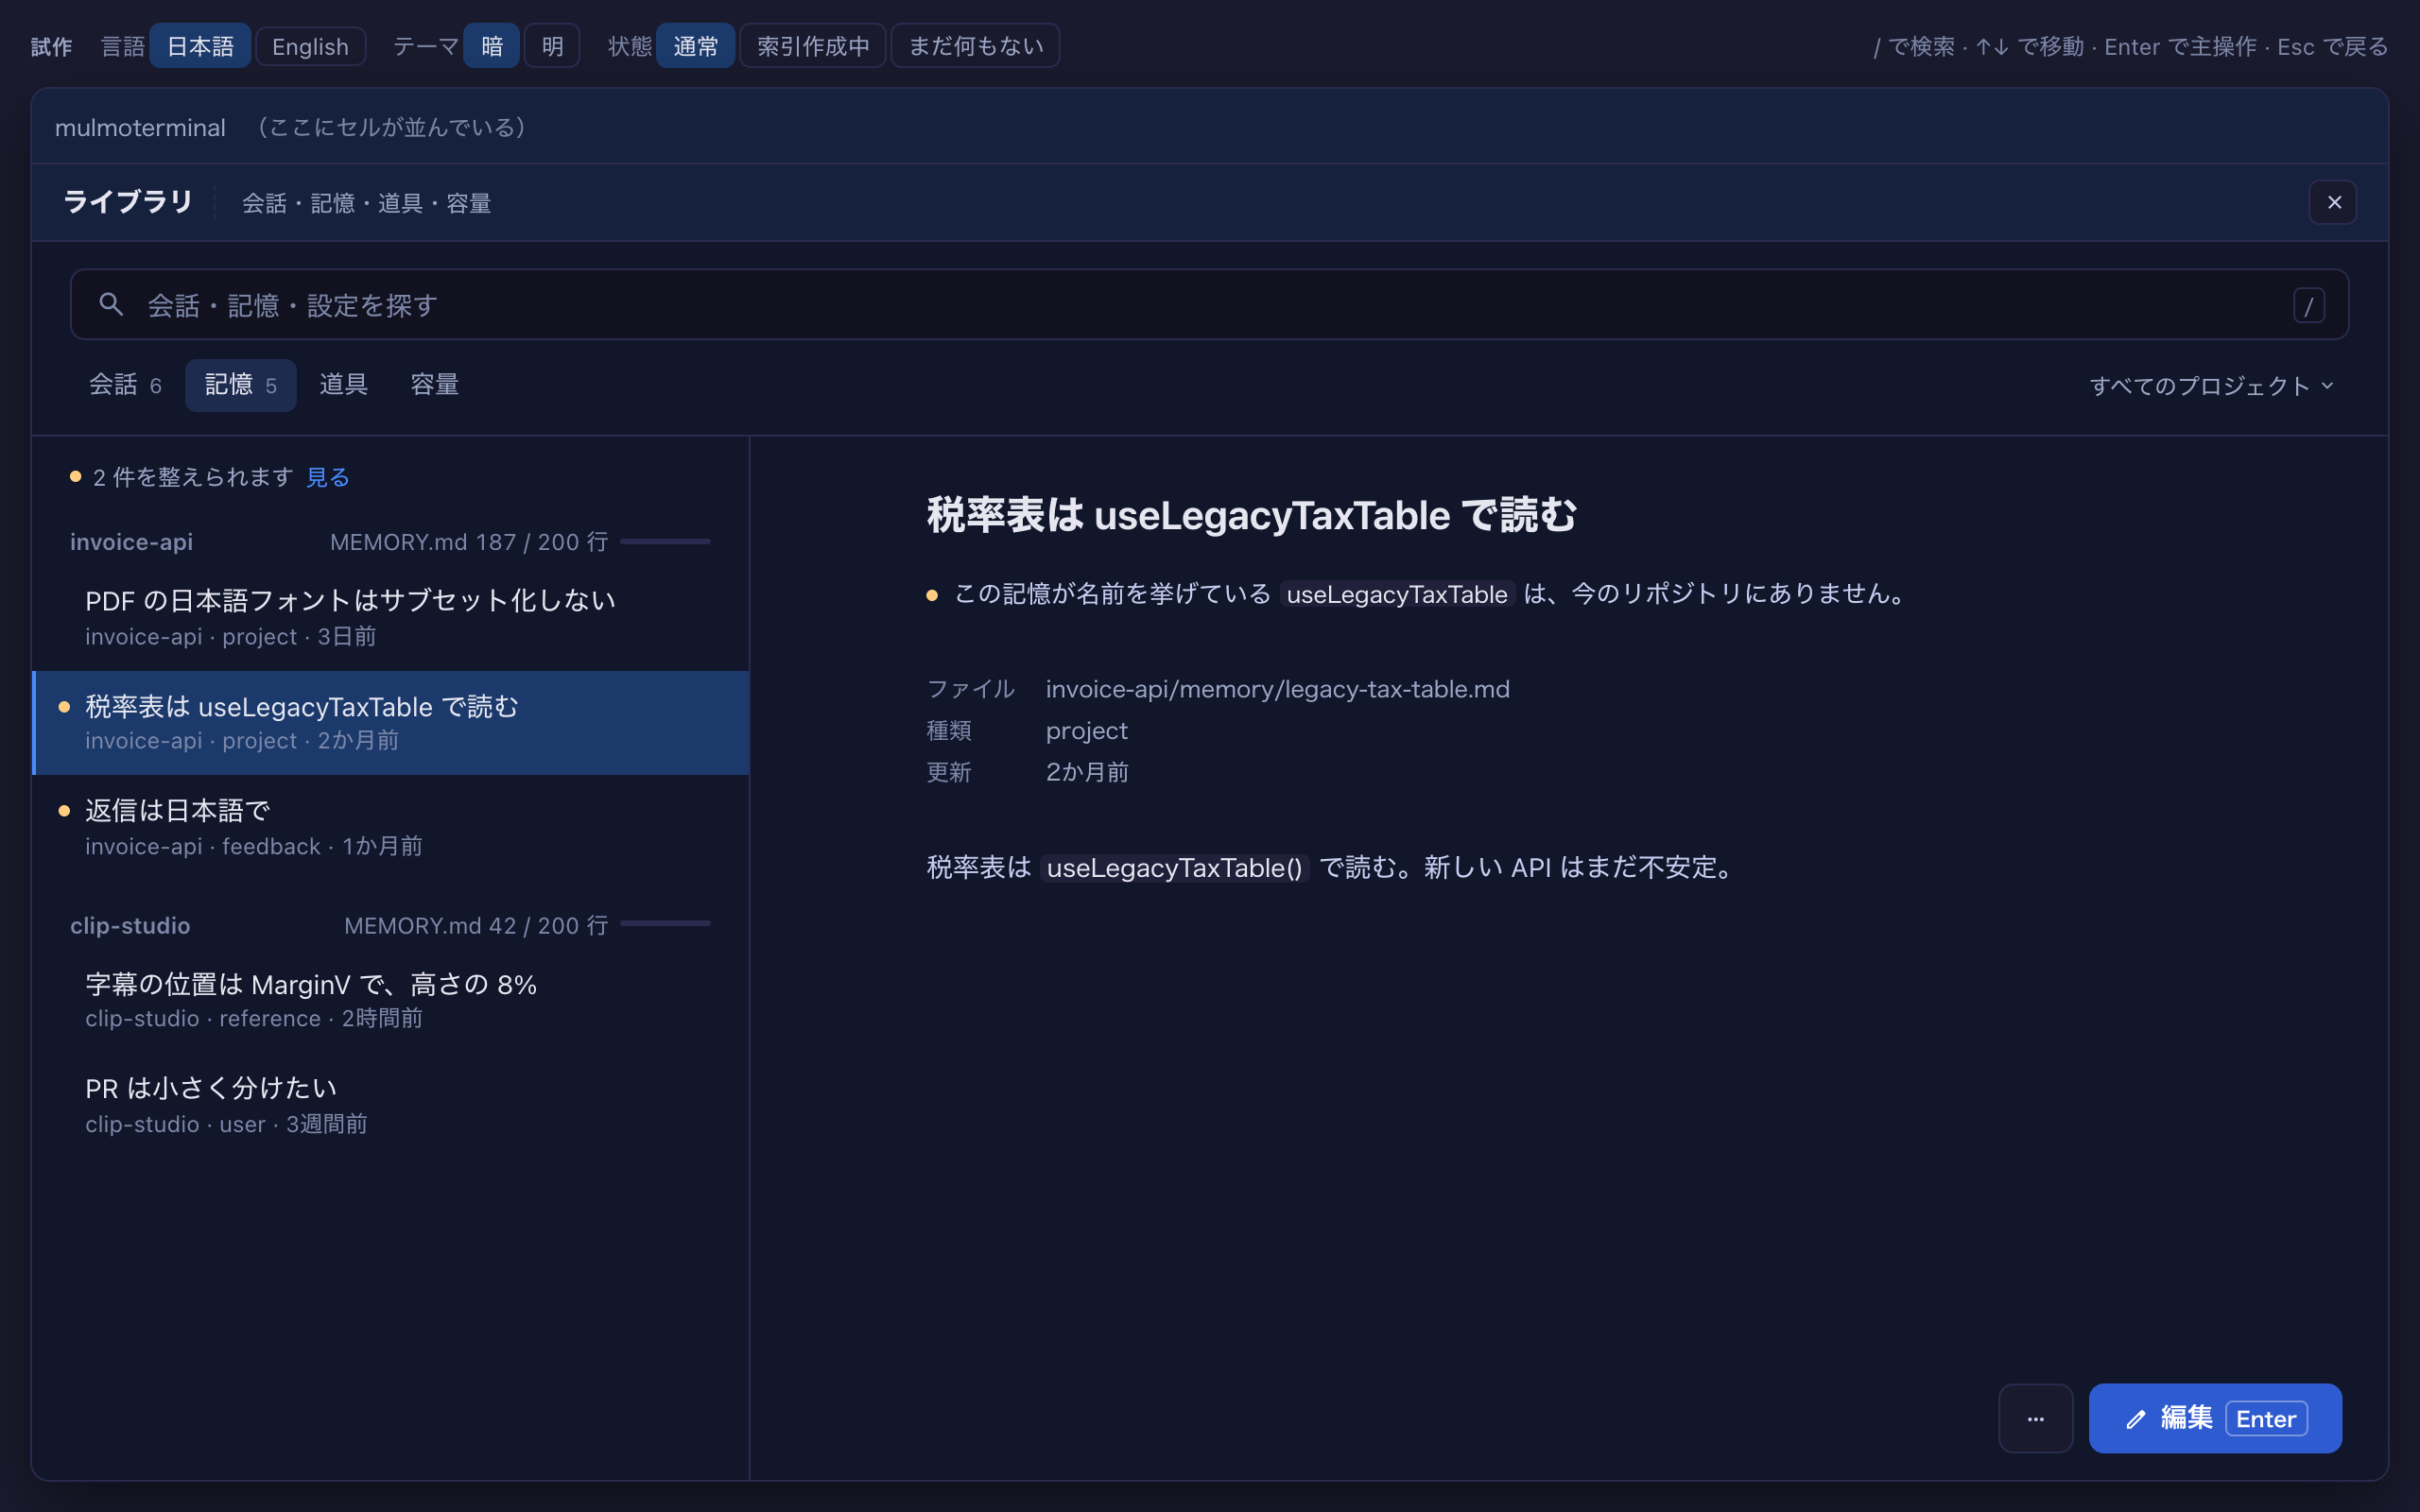 試作 言語 日本語 English テーマ 暗 明 状態 通常 索引作成中 まだ何もない / で検索 · ↑↓ で移動 · Enter で主操作 · Esc で戻る
mulmoterminal （ここにセルが並んでいる）
ライブラリ 会話・記憶・道具・容量 ×
会話・記憶・設定を探す /
会話 6 記憶 5 道具 容量 すべてのプロジェクト
2 件を整えられます 見る
invoice-api MEMORY.md 187 / 200 行
PDF の日本語フォントはサブセット化しない
invoice-api · project · 3日前
税率表は useLegacyTaxTable で読む
invoice-api · project · 2か月前
返信は日本語で
invoice-api · feedback · 1か月前
clip-studio MEMORY.md 42 / 200 行
字幕の位置は MarginV で、高さの 8%
clip-studio · reference · 2時間前
PR は小さく分けたい
clip-studio · user · 3週間前
税率表は useLegacyTaxTable で読む
この記憶が名前を挙げている useLegacyTaxTable は、今のリポジトリにありません。
ファイル invoice-api/memory/legacy-tax-table.md
種類 project
更新 2か月前
税率表は useLegacyTaxTable() で読む。新しい API はまだ不安定。
… 編集 Enter